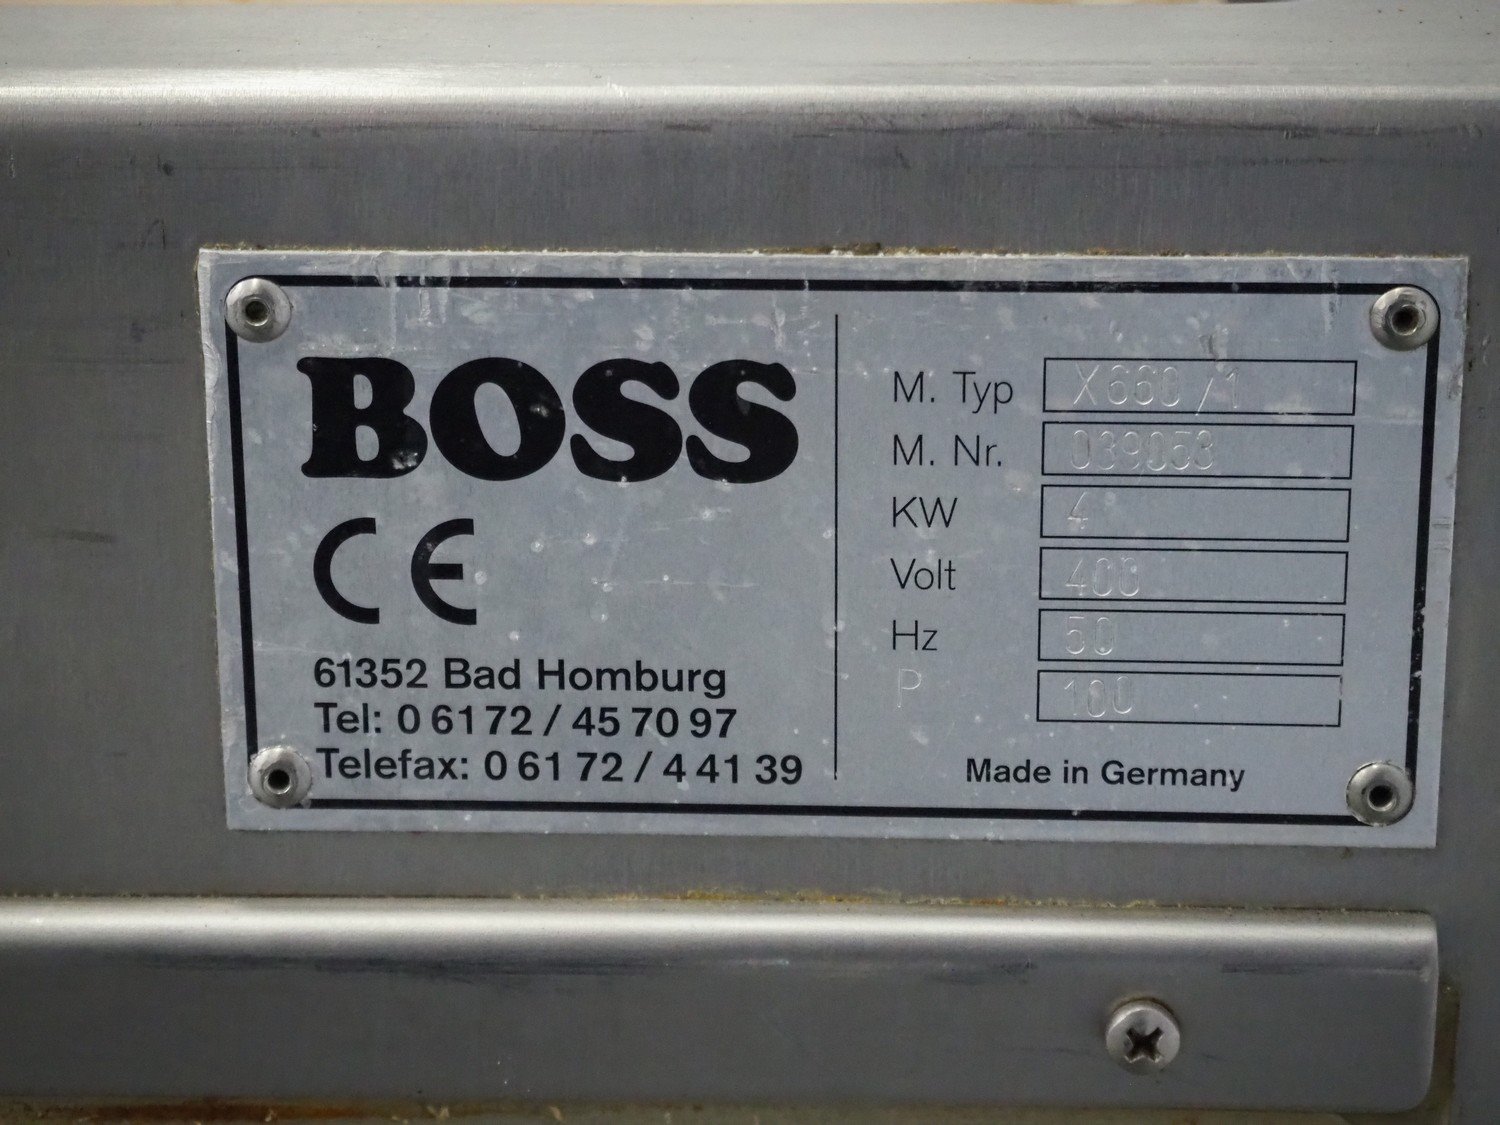 BOSS
CE
61352 Bad Homburg
Tel: 0 61 72 / 45 70 97
Telefax: 0 61 72 / 4 41 39
M. Typ X660/1
M. Nr. 039058
KW 4
Volt 400
Hz 50
P 100
Made in Germany